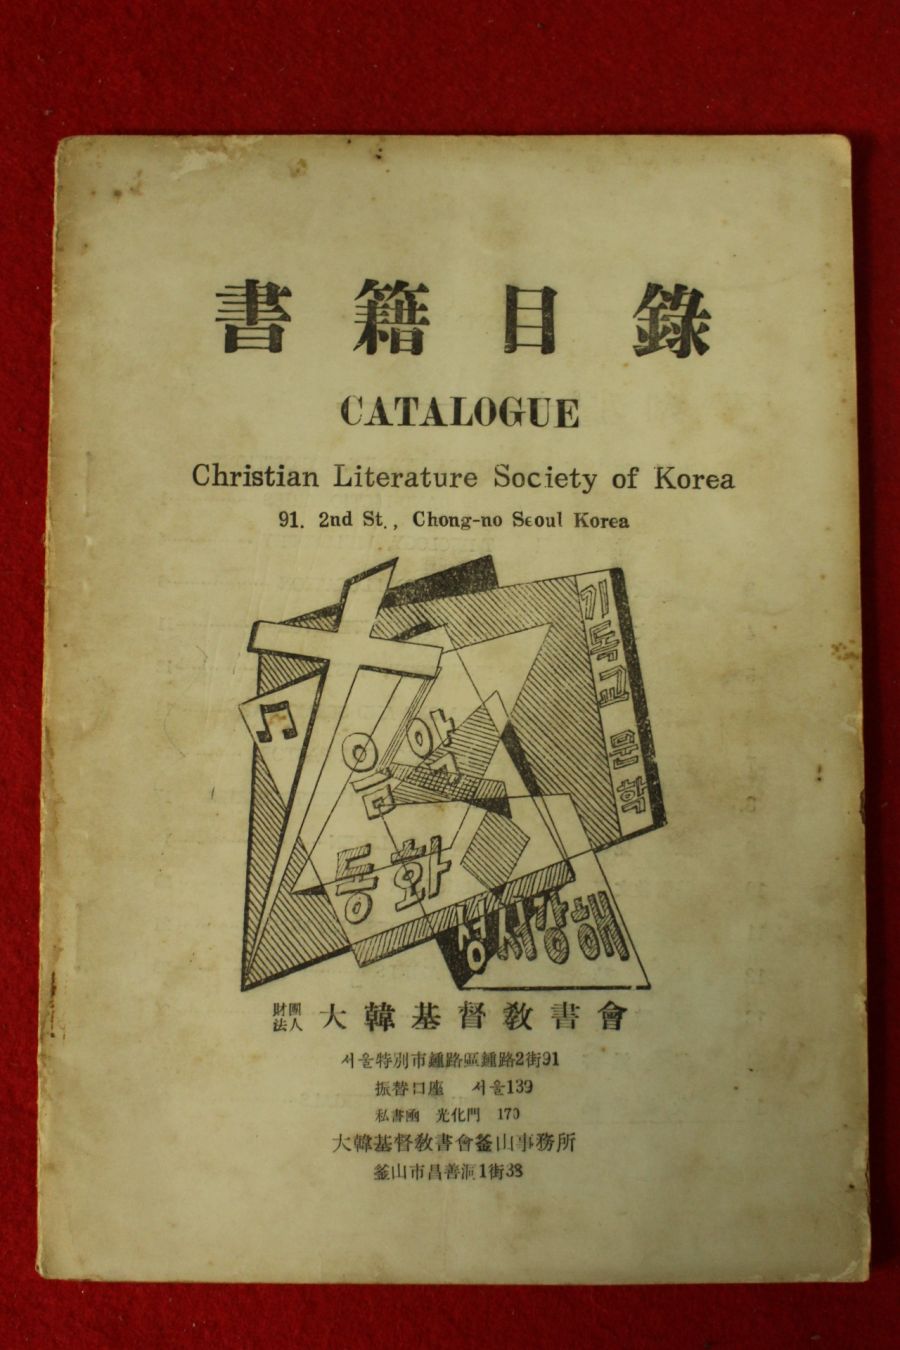 書籍目錄
CATALOGUE
Christian Literature Society of Korea
91. 2nd St., Chong-no Seoul Korea
기독교 문학
음악
동화
성서강해
財團法人 大韓基督敎書會
서울特別市鍾路區鍾路2街91
振替口座 서울139
私書凾 光化門 170
大韓基督敎書會釜山事務所
釜山市昌善洞1街38